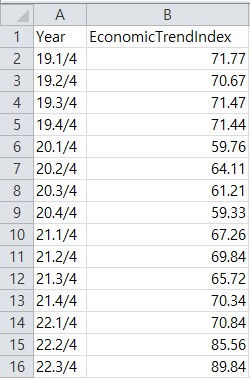 A B
1 Year EconomicTrendIndex
2 19.1/4 71.77
3 19.2/4 70.67
4 19.3/4 71.47
5 19.4/4 71.44
6 20.1/4 59.76
7 20.2/4 64.11
8 20.3/4 61.21
9 20.4/4 59.33
10 21.1/4 67.26
11 21.2/4 69.84
12 21.3/4 65.72
13 21.4/4 70.34
14 22.1/4 70.84
15 22.2/4 85.56
16 22.3/4 89.84